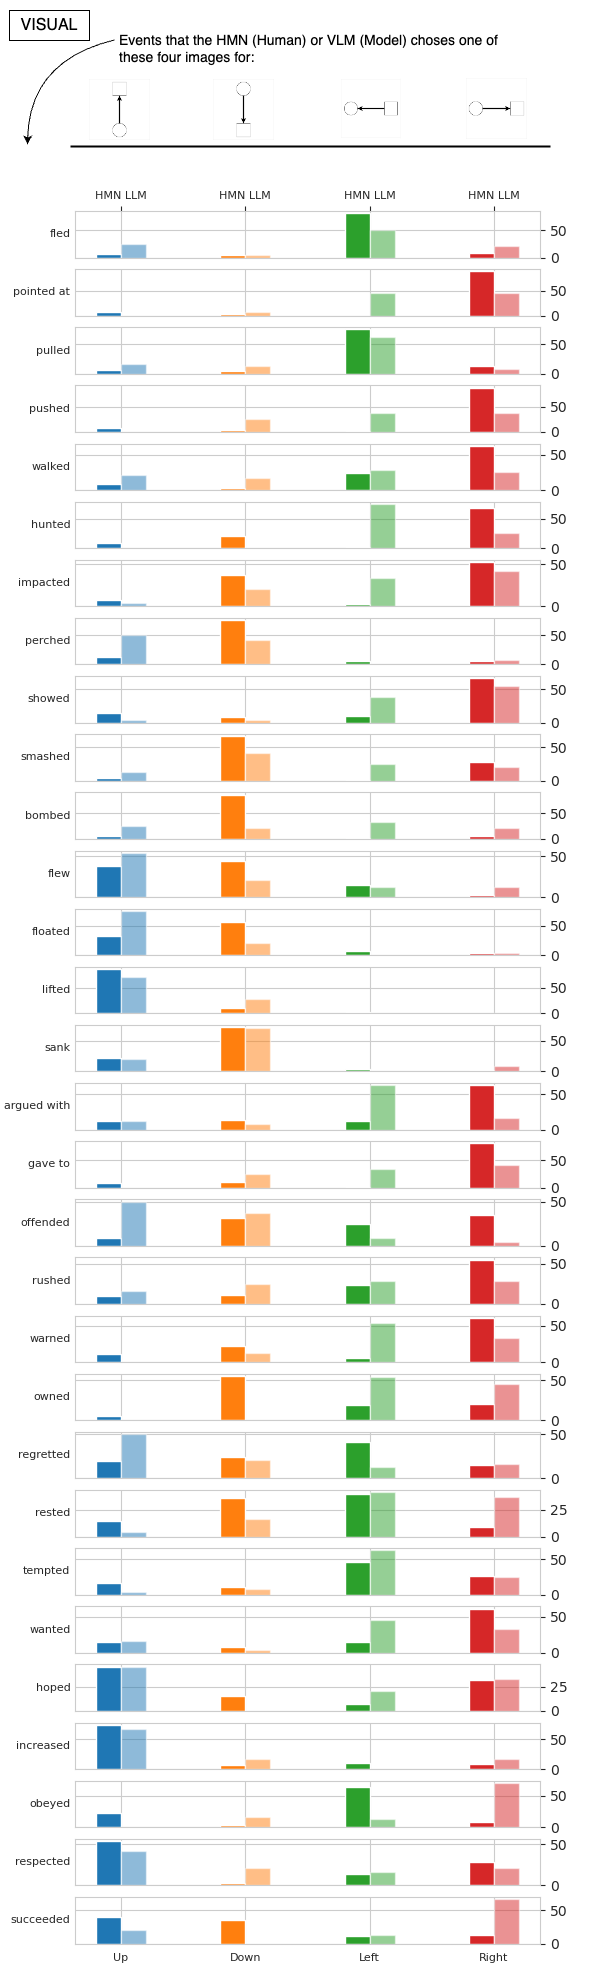 VISUAL
Events that the HMN (Human) or VLM (Model) choses one of
these four images for:
HMN LLM HMN LLM HMN LLM HMN LLM
fled 50 0
pointed at 50 0
pulled 50 0
pushed 50 0
walked 50 0
hunted 50 0
impacted 50 0
perched 50 0
showed 50 0
smashed 50 0
bombed 50 0
flew 50 0
floated 50 0
lifted 50 0
sank 50 0
argued with 50 0
gave to 50 0
offended 50 0
rushed 50 0
warned 50 0
owned 50 0
regretted 50 0
rested 25 0
tempted 50 0
wanted 50 0
hoped 25 0
increased 50 0
obeyed 50 0
respected 50 0
succeeded 50 0
Up Down Left Right